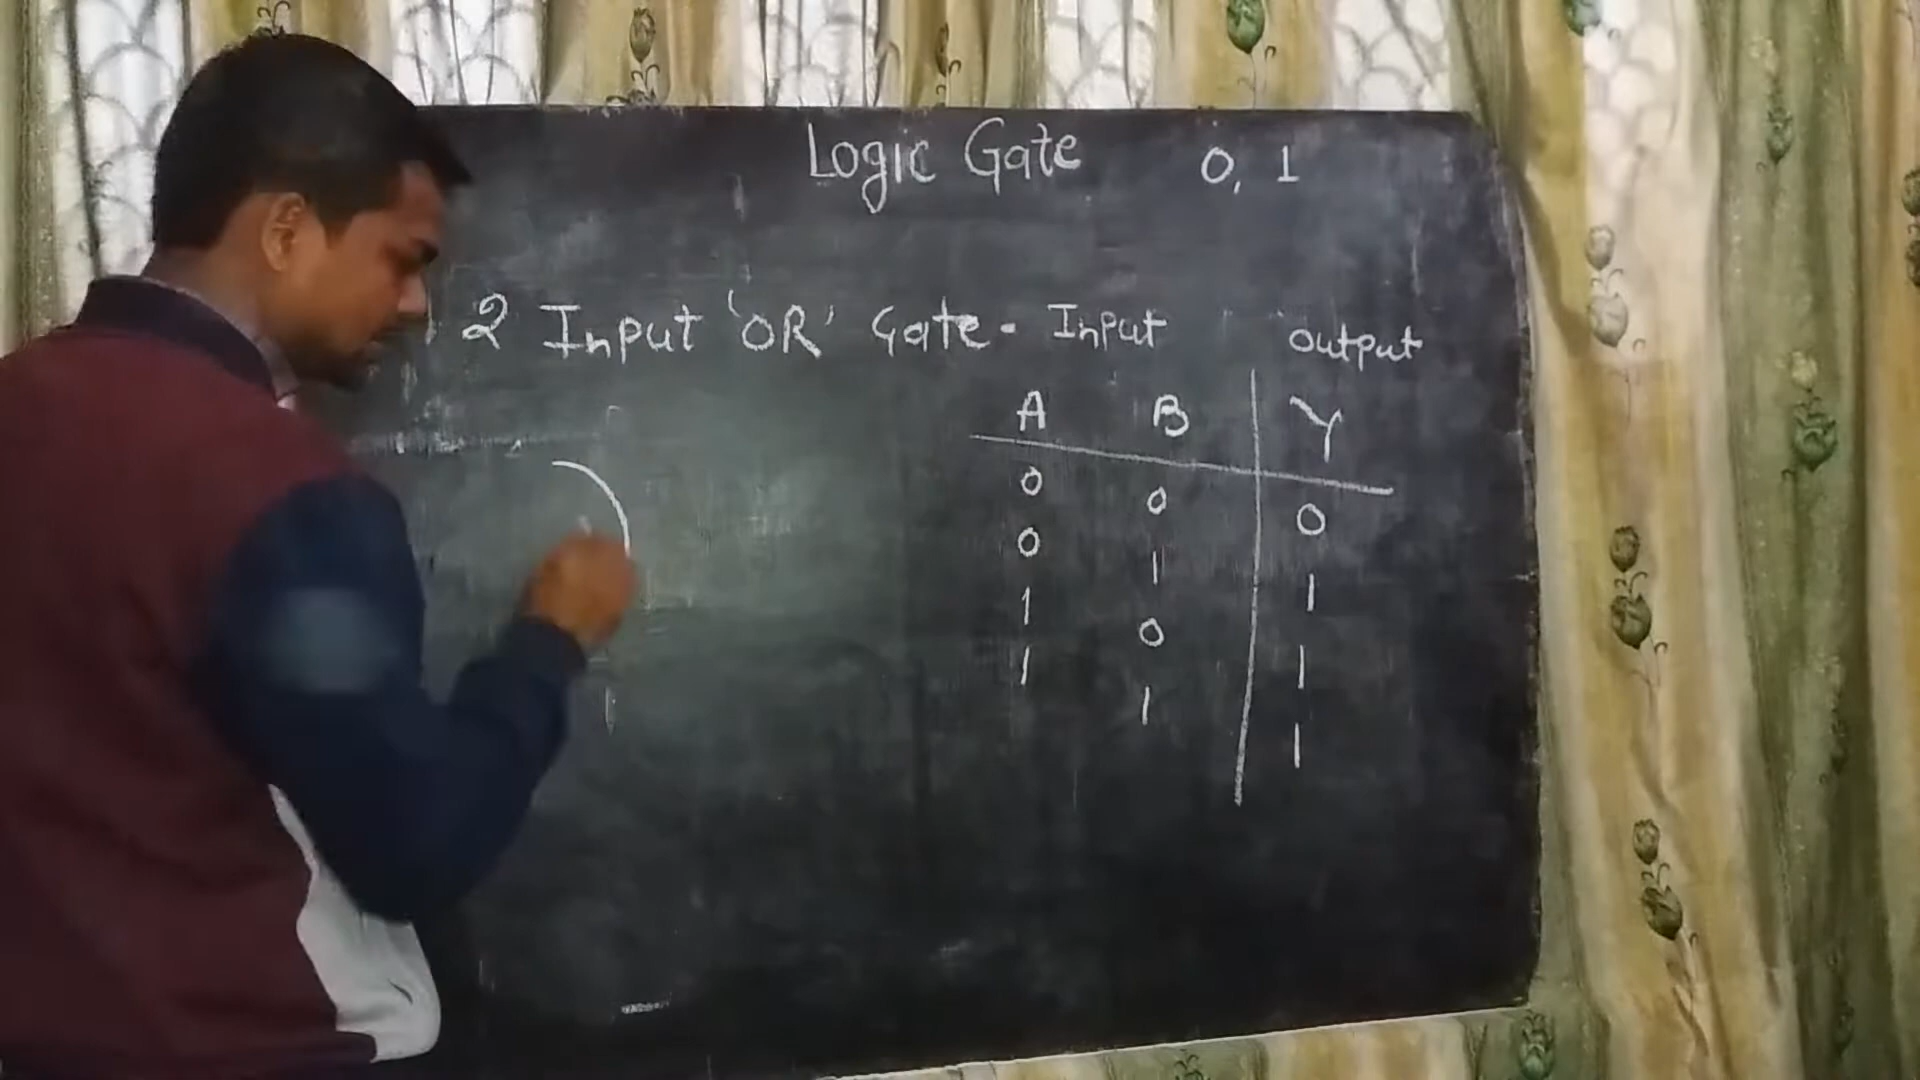 Logic Gate 0, 1
2 Input 'OR' Gate - Input output
A B Y
0 0 0
0 1 1
1 0 1
1 1 1